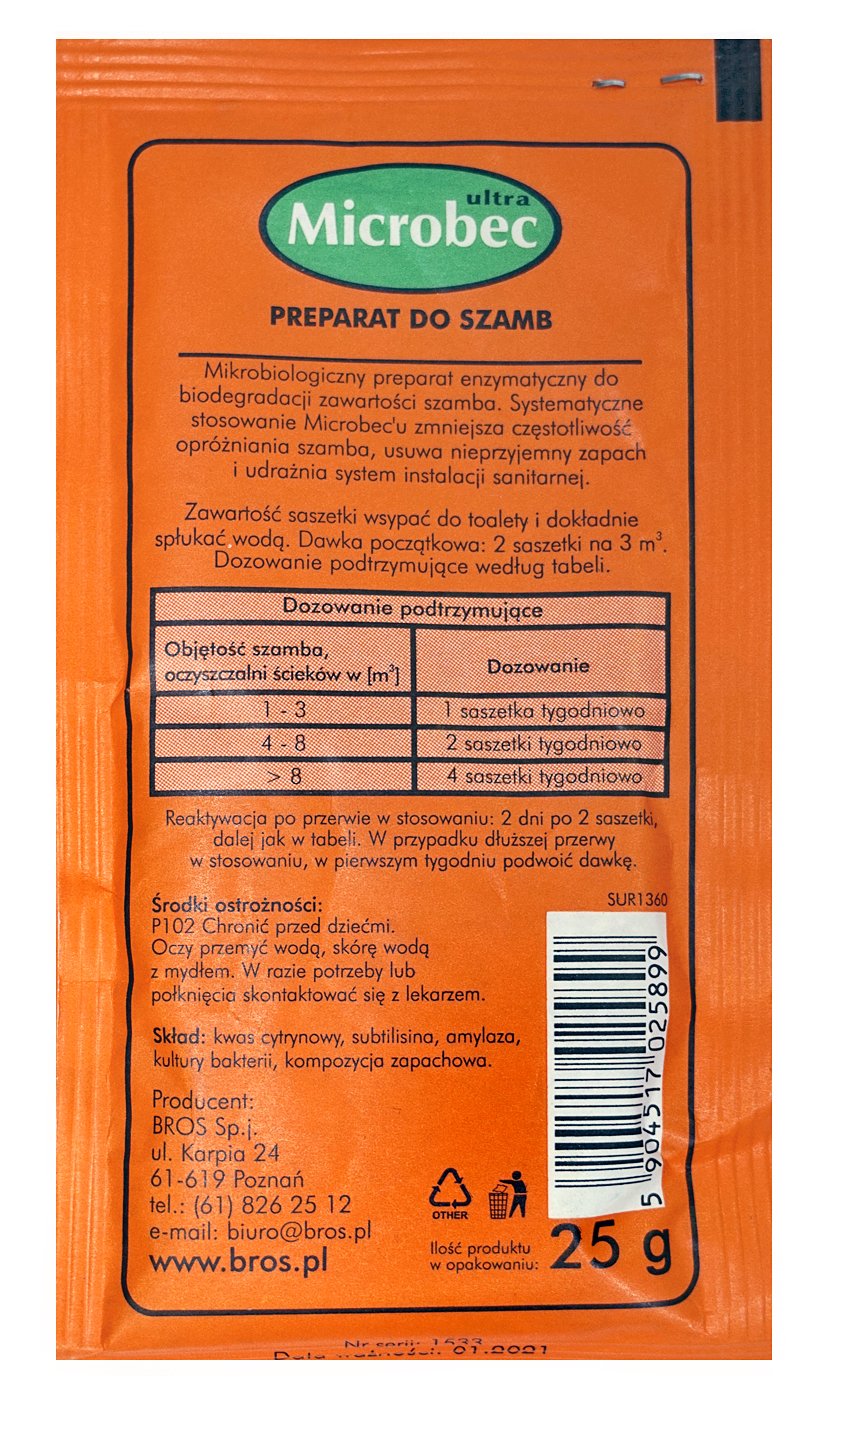 ultra
Microbec
PREPARAT DO SZAMB
Mikrobiologiczny preparat enzymatyczny do
biodegradacji zawartości szamba. Systematyczne
stosowanie Microbec'u zmniejsza częstotliwość
opróżniania szamba, usuwa nieprzyjemny zapach
i udrażnia system instalacji sanitarnej.
Zawartość saszetki wsypać do toalety i dokładnie
spłukać wodą. Dawka początkowa: 2 saszetki na 3 m³.
Dozowanie podtrzymujące według tabeli.
Dozowanie podtrzymujące
Objętość szamba,
oczyszczalni ścieków w [m³]
Dozowanie
1 - 3
1 saszetka tygodniowo
4 - 8
2 saszetki tygodniowo
> 8
4 saszetki tygodniowo
Reaktywacja po przerwie w stosowaniu: 2 dni po 2 saszetki,
dalej jak w tabeli. W przypadku dłuższej przerwy
w stosowaniu, w pierwszym tygodniu podwoić dawkę.
Środki ostrożności:
P102 Chronić przed dziećmi.
Oczy przemyć wodą, skórę wodą
z mydłem. W razie potrzeby lub
połknięcia skontaktować się z lekarzem.
Skład: kwas cytrynowy, subtilisina, amylaza,
kultury bakterii, kompozycja zapachowa.
Producent:
BROS Sp.j.
ul. Karpia 24
61-619 Poznań
tel.: (61) 826 25 12
e-mail: biuro@bros.pl
www.bros.pl
SUR1360
5 904517 025899
OTHER
Ilość produktu
w opakowaniu:
25 g
Nr serii: 1533
Data ważności: 01.2021